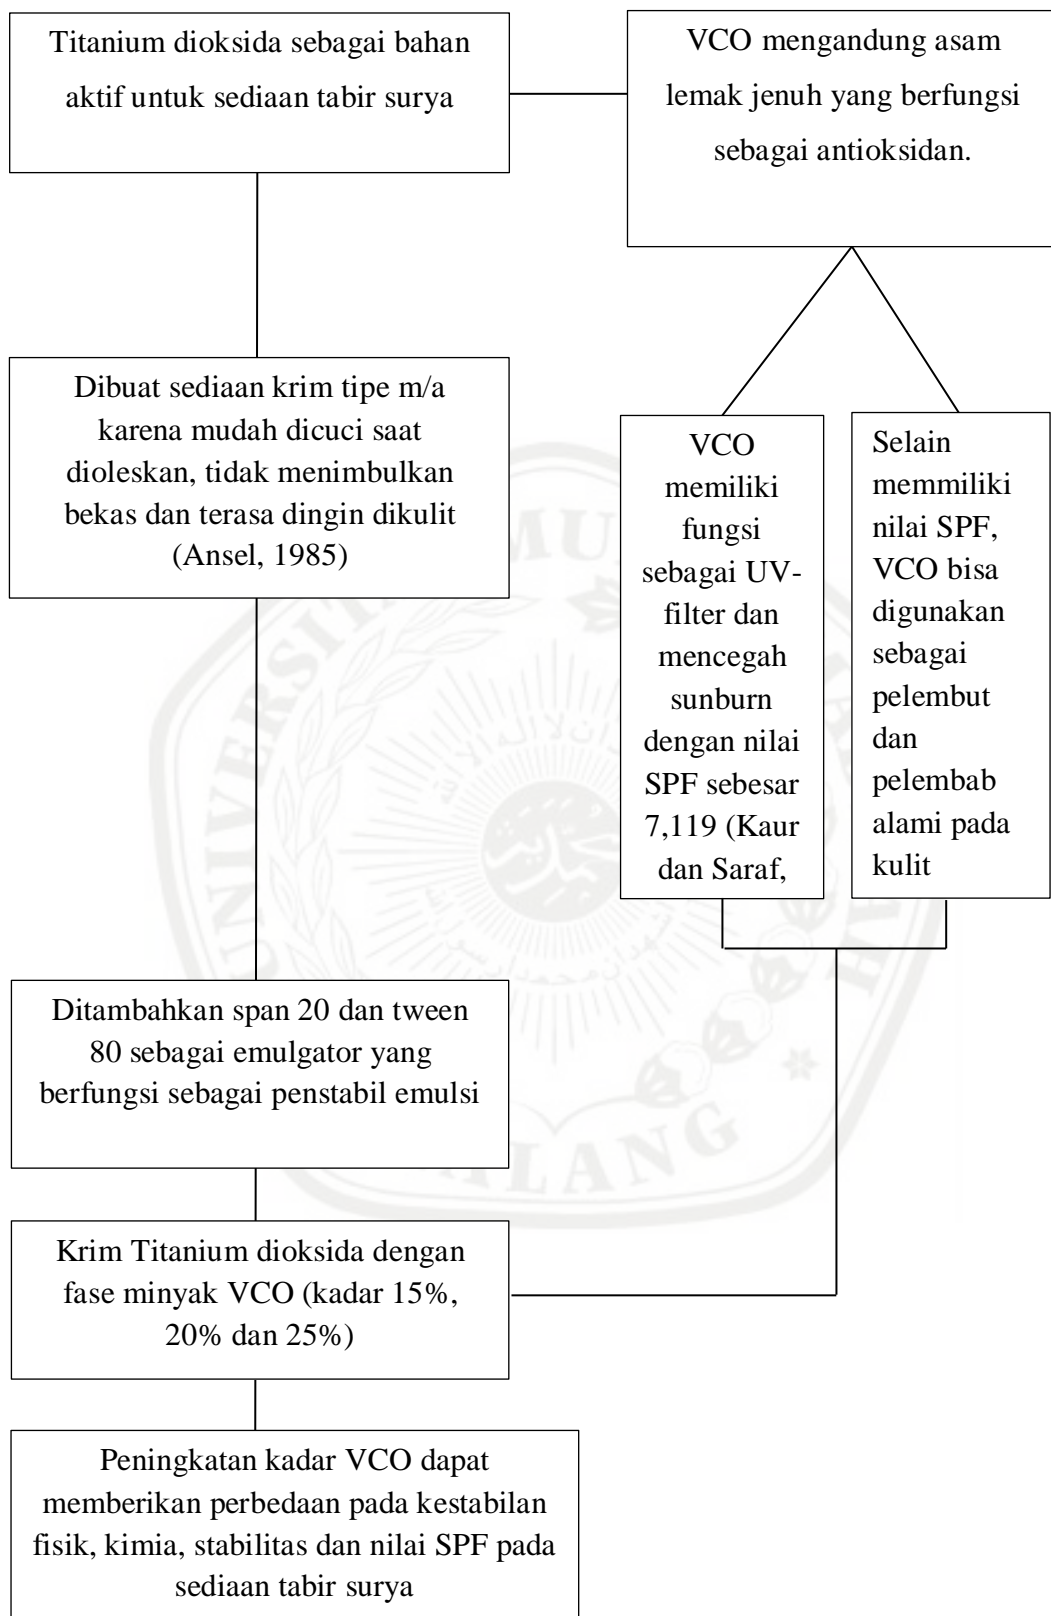 Titanium dioksida sebagai bahan
aktif untuk sediaan tabir surya
VCO mengandung asam
lemak jenuh yang berfungsi
sebagai antioksidan.
Dibuat sediaan krim tipe m/a
karena mudah dicuci saat
dioleskan, tidak menimbulkan
bekas dan terasa dingin dikulit
(Ansel, 1985)
VCO
memiliki
fungsi
sebagai UV-
filter dan
mencegah
sunburn
dengan nilai
SPF sebesar
7,119 (Kaur
dan Saraf,
Selain
memmiliki
nilai SPF,
VCO bisa
digunakan
sebagai
pelembut
dan
pelembab
alami pada
kulit
Ditambahkan span 20 dan tween
80 sebagai emulgator yang
berfungsi sebagai penstabil emulsi
Krim Titanium dioksida dengan
fase minyak VCO (kadar 15%,
20% dan 25%)
Peningkatan kadar VCO dapat
memberikan perbedaan pada kestabilan
fisik, kimia, stabilitas dan nilai SPF pada
sediaan tabir surya
MALANG